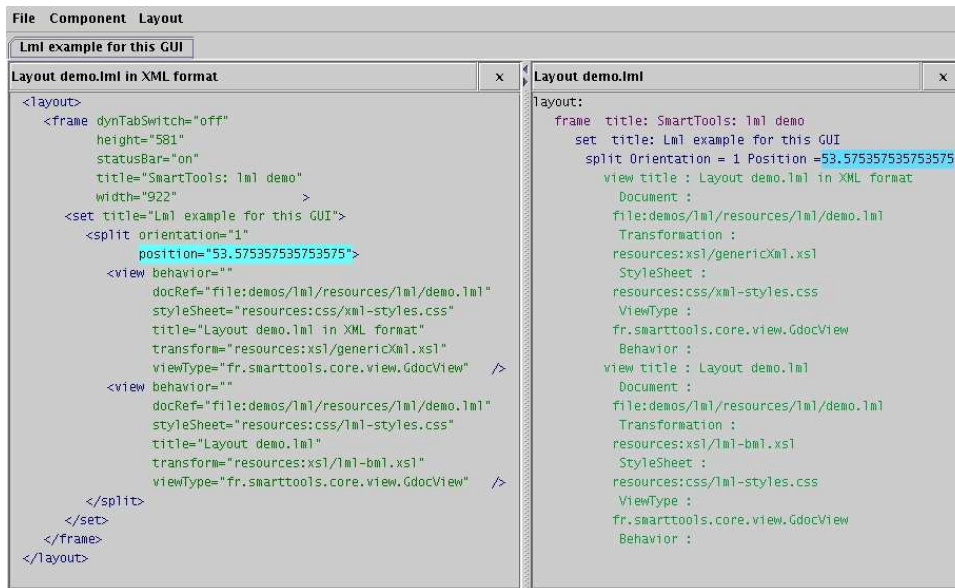 File Component Layout
Lml example for this GUI
Layout demo.lml in XML format x
<layout>
<frame dynTabSwitch="off"
height="581"
statusBar="on"
title="SmartTools: lml demo"
width="922" >
<set title="Lml example for this GUI">
<split orientation="1"
position="53.575357535753575">
<view behavior=""
docRef="file:demos/lml/resources/lml/demo.lml"
styleSheet="resources:css/xml-styles.css"
title="Layout demo.lml in XML format"
transform="resources:xsl/genericXml.xsl"
viewType="fr.smarttools.core.view.GdocView" />
<view behavior=""
docRef="file:demos/lml/resources/lml/demo.lml"
styleSheet="resources:css/lml-styles.css"
title="Layout demo.lml"
transform="resources:xsl/lml-bml.xsl"
viewType="fr.smarttools.core.view.GdocView" />
</split>
</set>
</frame>
</layout>
Layout demo.lml x
layout:
frame title: SmartTools: lml demo
set title: Lml example for this GUI
split Orientation = 1 Position =53.575357535753575
view title : Layout demo.lml in XML format
Document :
file:demos/lml/resources/lml/demo.lml
Transformation :
resources:xsl/genericXml.xsl
StyleSheet :
resources:css/xml-styles.css
ViewType :
fr.smarttools.core.view.GdocView
Behavior :
view title : Layout demo.lml
Document :
file:demos/lml/resources/lml/demo.lml
Transformation :
resources:xsl/lml-bml.xsl
StyleSheet :
resources:css/lml-styles.css
ViewType :
fr.smarttools.core.view.GdocView
Behavior :